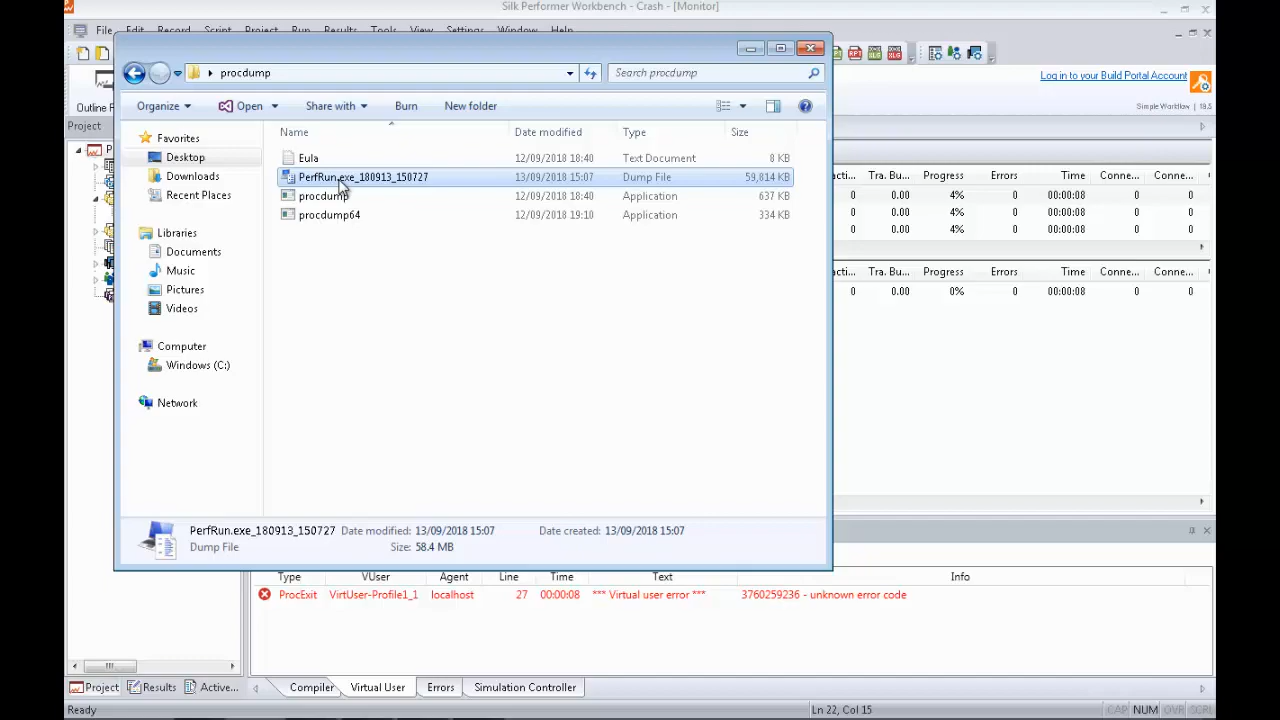 Silk Performer Workbench - Crash - [Monitor]
File Edit Record Script Project Run Results Tools View Settings Window Help
procdump
Search procdump
Log in to your Build Portal Account
Outline
Simple Workflow | 19.5
Organize Open Share with Burn New folder
Project
Favorites
Desktop
Downloads
Recent Places
Libraries
Documents
Music
Pictures
Videos
Computer
Windows (C:)
Network
Name Date modified Type Size
Eula 12/09/2018 18:40 Text Document 8 KB
PerfRun.exe_180913_150727 13/09/2018 15:07 Dump File 59,814 KB
procdump 12/09/2018 18:40 Application 637 KB
procdump64 12/09/2018 19:10 Application 334 KB
Tra. Bu... Progress Errors Time Conne... Conne...
0.00 4% 0 00:00:08 0 0
0.00 4% 0 00:00:08 0 0
0.00 4% 0 00:00:08 0 0
Tra. Bu... Progress Errors Time Conne... Conne...
0.00 0% 0 00:00:08 0 0
PerfRun.exe_180913_150727 Date modified: 13/09/2018 15:07 Date created: 13/09/2018 15:07
Dump File Size: 58.4 MB
Type VUser Agent Line Time Text Info
ProcExit VirtUser-Profile1_1 localhost 27 00:00:08 *** Virtual user error *** 3760259236 - unknown error code
Project Results Active... Compiler Virtual User Errors Simulation Controller
Ready Ln 22, Col 15 CAP NUM OVR SCRL